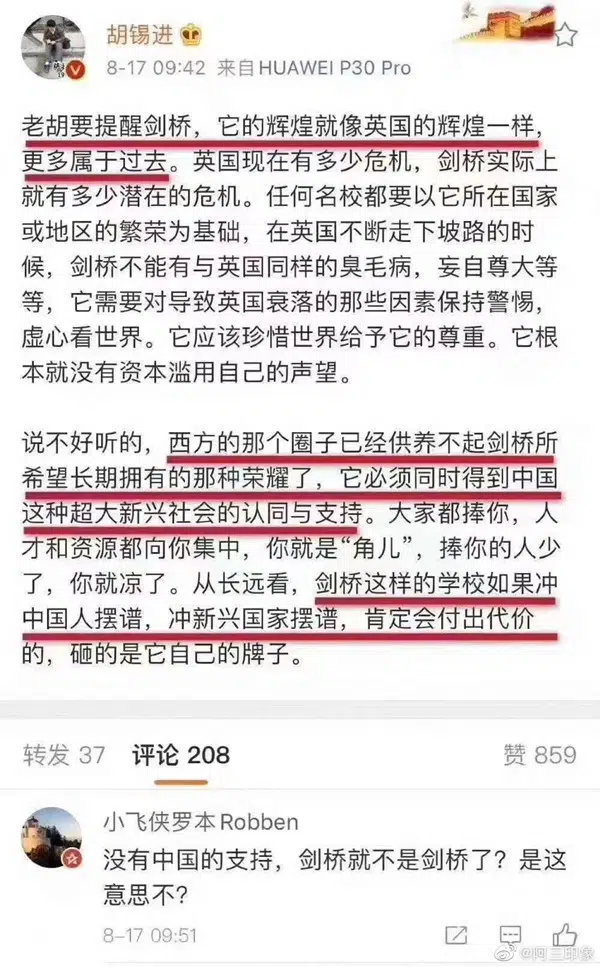 胡锡进
8-17 09:42 来自HUAWEI P30 Pro
老胡要提醒剑桥，它的辉煌就像英国的辉煌一样，
更多属于过去。英国现在有多少危机，剑桥实际上
就有多少潜在的危机。任何名校都要以它所在国家
或地区的繁荣为基础，在英国不断走下坡路的时
候，剑桥不能有与英国同样的臭毛病，妄自尊大等
等，它需要对导致英国衰落的那些因素保持警惕，
虚心看世界。它应该珍惜世界给予它的尊重。它根
本就没有资本滥用自己的声望。
说不好听的，西方的那个圈子已经供养不起剑桥所
希望长期拥有的那种荣耀了，它必须同时得到中国
这种超大新兴社会的认同与支持。大家都捧你，人
才和资源都向你集中，你就是“角儿”，捧你的人少
了，你就凉了。从长远看，剑桥这样的学校如果冲
中国人摆谱，冲新兴国家摆谱，肯定会付出代价
的，砸的是它自己的牌子。
转发 37 评论 208 赞 859
小飞侠罗本Robben
没有中国的支持，剑桥就不是剑桥了？是这
意思不？
8-17 09:51
@阿三印象